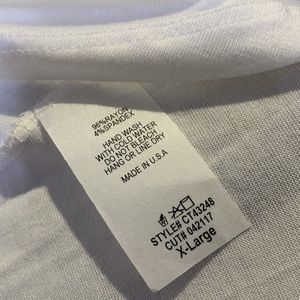 96%RAYON
4%SPANDEX
HAND WASH
WITH COLD WATER
DO NOT BLEACH
HANG OR LINE DRY
MADE IN U.S.A
STYLE# CT43248
CUT# 042117
X-Large